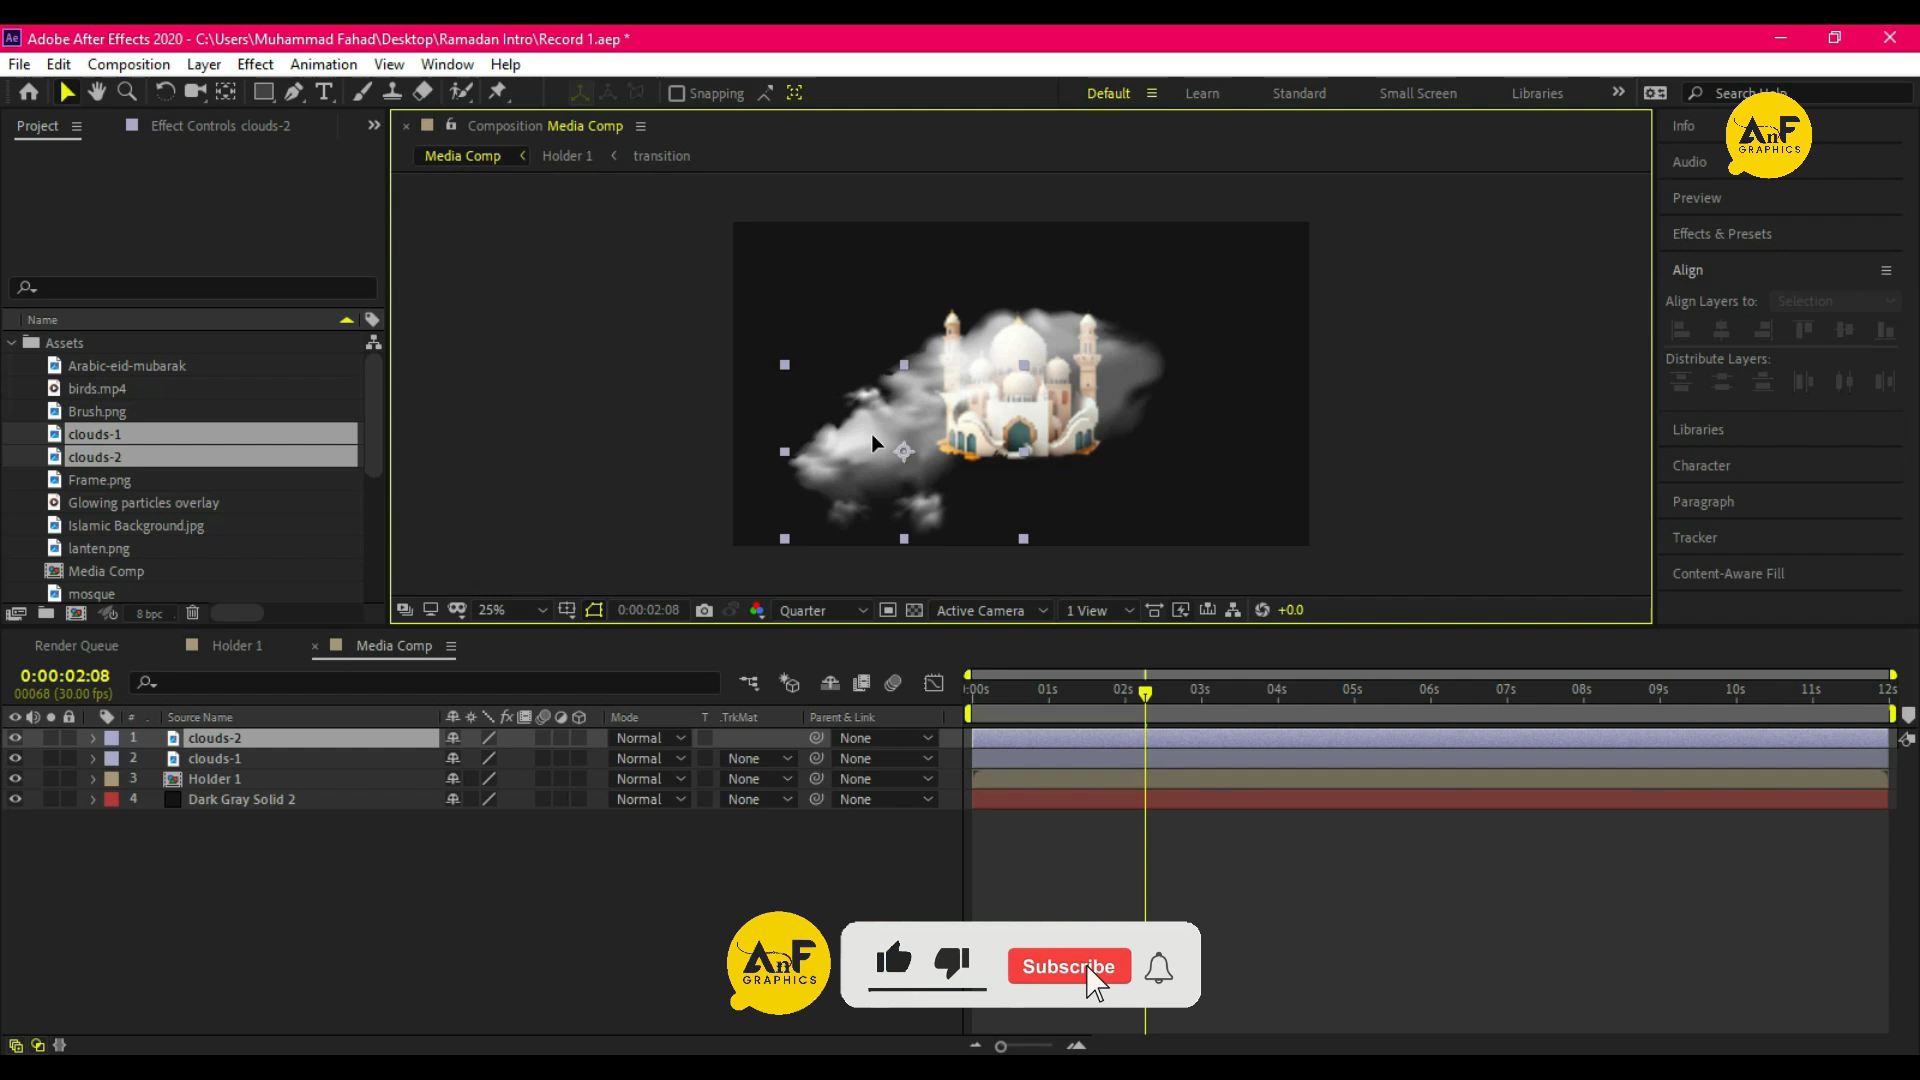 Ae Adobe After Effects 2020 - C:\Users\Muhammad Fahad\Desktop\Ramadan Intro\Record 1.aep *
File Edit Composition Layer Effect Animation View Window Help
T Snapping Default Learn Standard Small Screen Libraries Search Help
Project Effect Controls clouds-2
Composition Media Comp
Media Comp Holder 1 transition
Info
AnF
GRAPHICS
Audio
Preview
Effects & Presets
Align
Align Layers to: Selection
Distribute Layers:
Libraries
Character
Paragraph
Tracker
Content-Aware Fill
Name
Assets
Arabic-eid-mubarak
birds.mp4
Brush.png
clouds-1
clouds-2
Frame.png
Glowing particles overlay
Islamic Background.jpg
lanten.png
Media Comp
mosque
8 bpc
25% 0:00:02:08 Quarter Active Camera 1 View +0.0
Render Queue Holder 1 Media Comp
0:00:02:08
00068 (30.00 fps)
:00s 01s 02s 03s 04s 05s 06s 07s 08s 09s 10s 11s 12s
# Source Name fx Mode T .TrkMat Parent & Link
1 clouds-2 Normal None
2 clouds-1 Normal None None
3 Holder 1 Normal None None
4 Dark Gray Solid 2 Normal None None
AnF
GRAPHICS
Subscribe